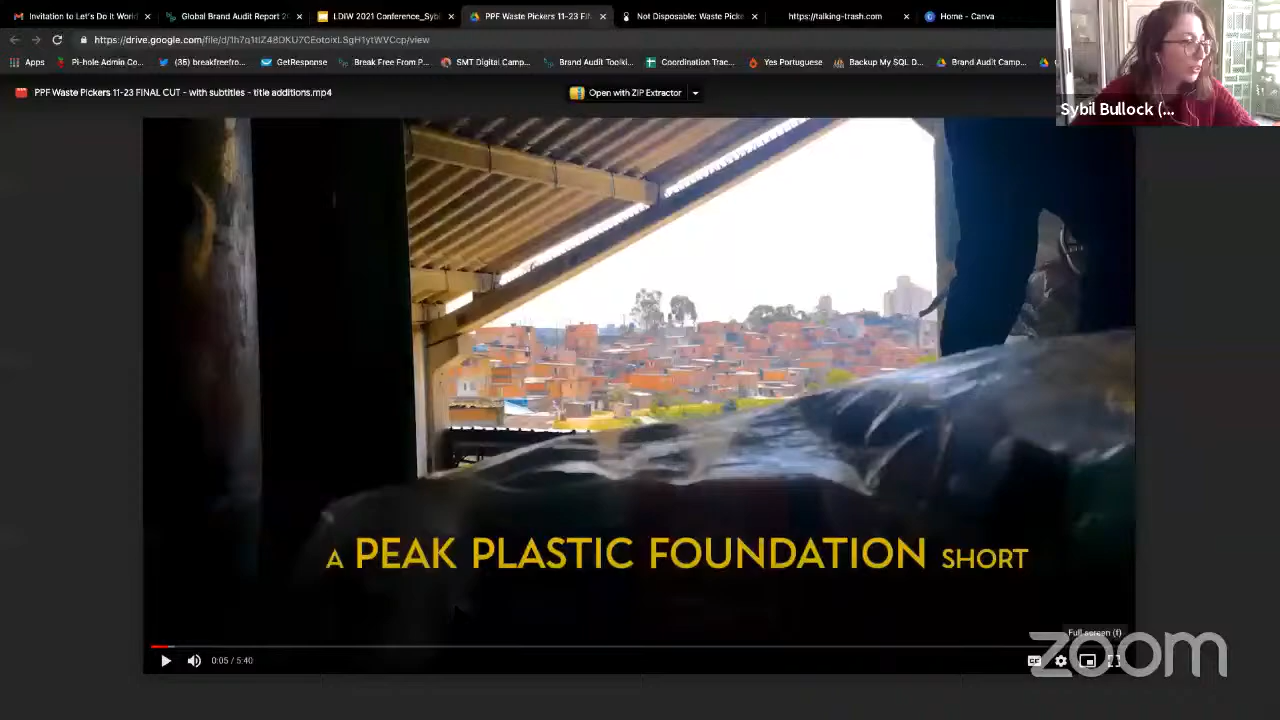 Invitation to Let's Do It World
Global Brand Audit Report 2
LDIW 2021 Conference_Sybi
PPF Waste Pickers 11-23 FIN
Not Disposable: Waste Picke
https://talking-trash.com
Home - Canva
Apps
Pi-hole Admin Co...
(35) breakfreefro...
GetResponse
Break Free From P...
SMT Digital Camp...
Brand Audit Toolki...
Coordination Trac...
Yes Portuguese
Backup My SQL D...
Brand Audit Camp...
PPF Waste Pickers 11-23 FINAL CUT - with subtitles - title additions.mp4
Open with ZIP Extractor
Sybil Bullock (...
A PEAK PLASTIC FOUNDATION SHORT
Full screen (f)
0:05 / 5:40
zoom